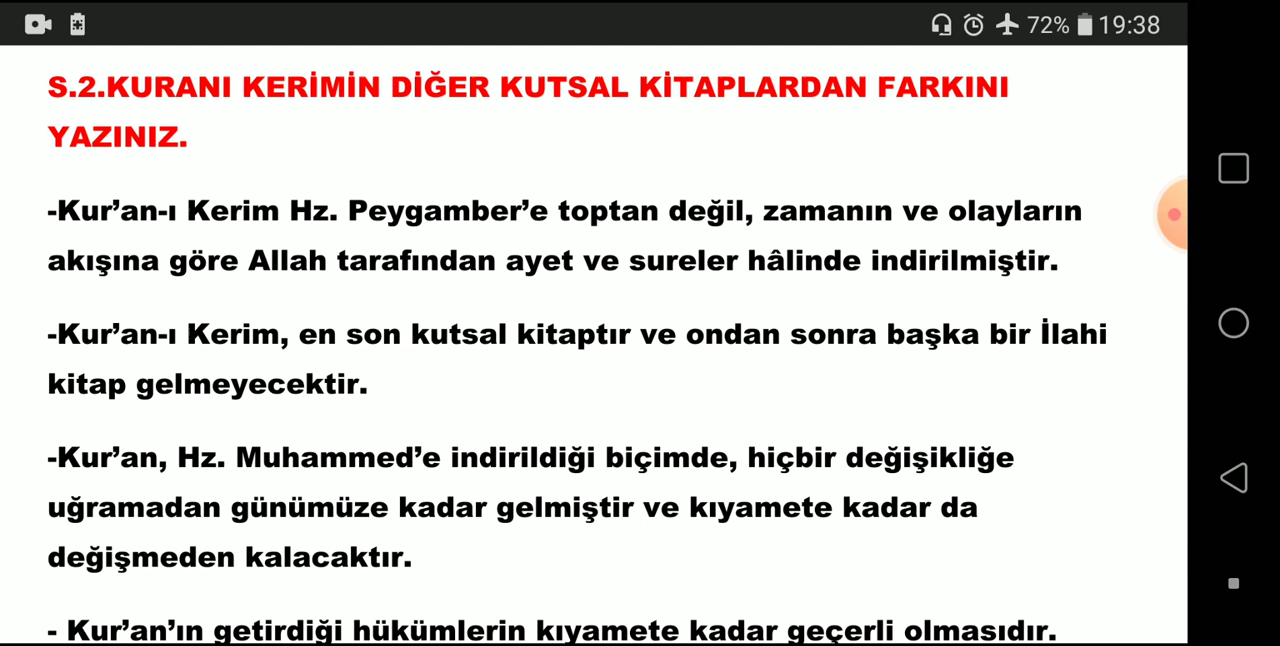 72% 19:38
S.2.KURANI KERİMİN DİĞER KUTSAL KİTAPLARDAN FARKINI
YAZINIZ.
-Kur’an-ı Kerim Hz. Peygamber’e toptan değil, zamanın ve olayların
akışına göre Allah tarafından ayet ve sureler hâlinde indirilmiştir.
-Kur’an-ı Kerim, en son kutsal kitaptır ve ondan sonra başka bir İlahi
kitap gelmeyecektir.
-Kur’an, Hz. Muhammed’e indirildiği biçimde, hiçbir değişikliğe
uğramadan günümüze kadar gelmiştir ve kıyamete kadar da
değişmeden kalacaktır.
- Kur’an’ın getirdiği hükümlerin kıyamete kadar geçerli olmasıdır.